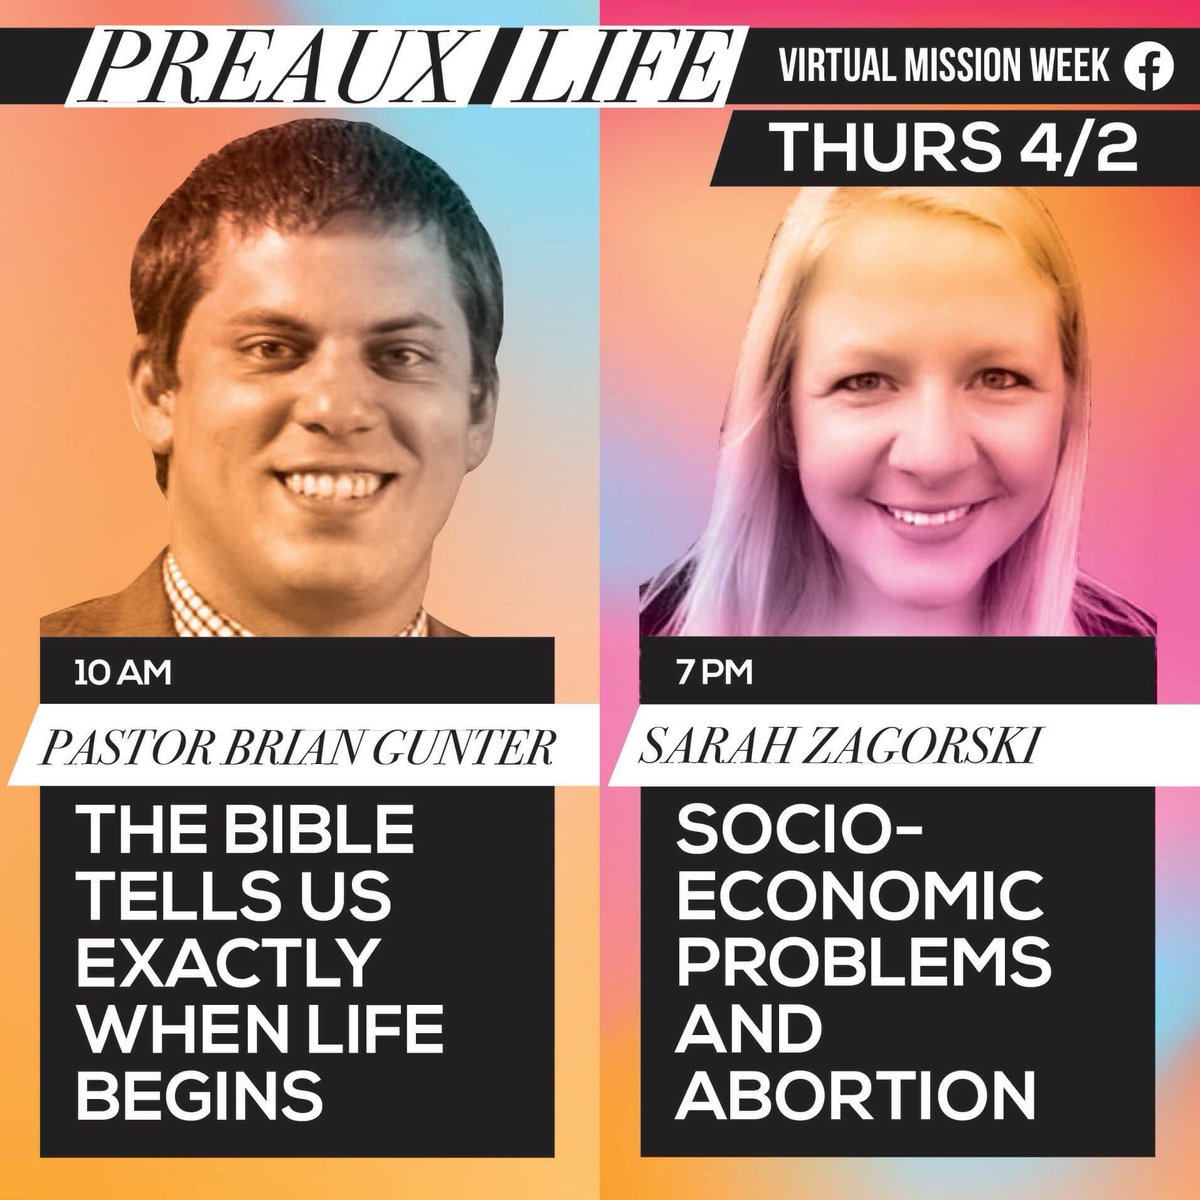 PREAUX LIFE
VIRTUAL MISSION WEEK
THURS 4/2
10 AM
PASTOR BRIAN GUNTER
THE BIBLE
TELLS US
EXACTLY
WHEN LIFE
BEGINS
7 PM
SARAH ZAGORSKI
SOCIO-
ECONOMIC
PROBLEMS
AND
ABORTION